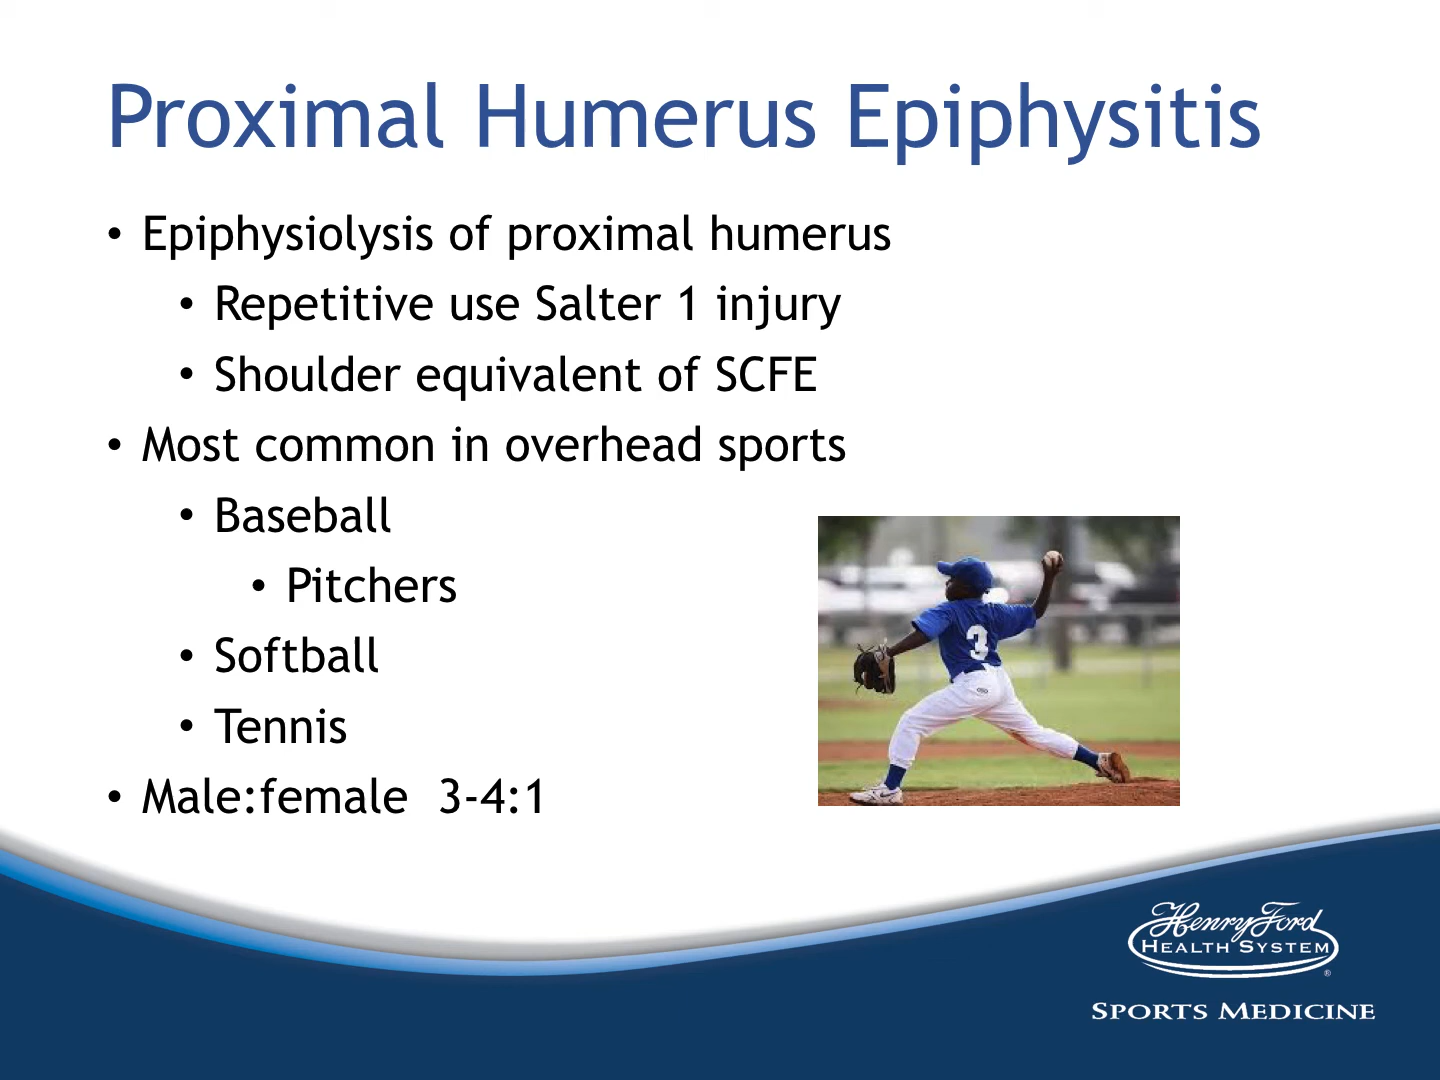 Proximal Humerus Epiphysitis
• Epiphysiolysis of proximal humerus
• Repetitive use Salter 1 injury
• Shoulder equivalent of SCFE
• Most common in overhead sports
• Baseball
• Pitchers
• Softball
• Tennis
• Male:female 3-4:1
3
Henry Ford
HEALTH SYSTEM
®
SPORTS MEDICINE